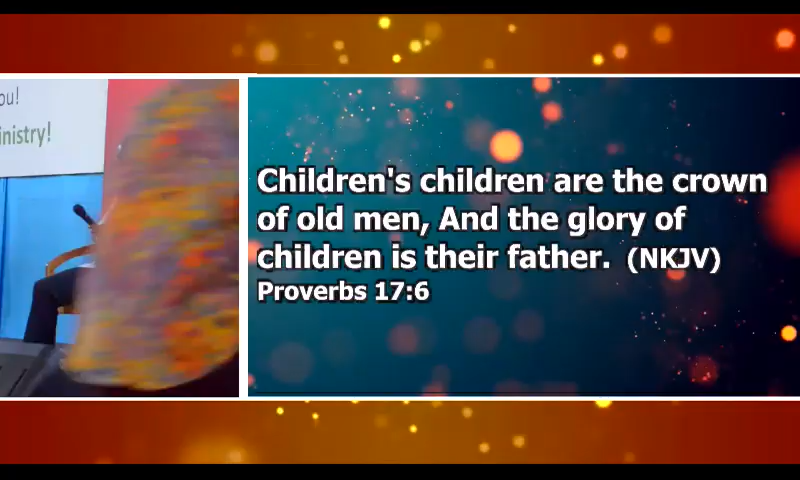 ou!
inistry!
Children's children are the crown
of old men, And the glory of
children is their father. (NKJV)
Proverbs 17:6